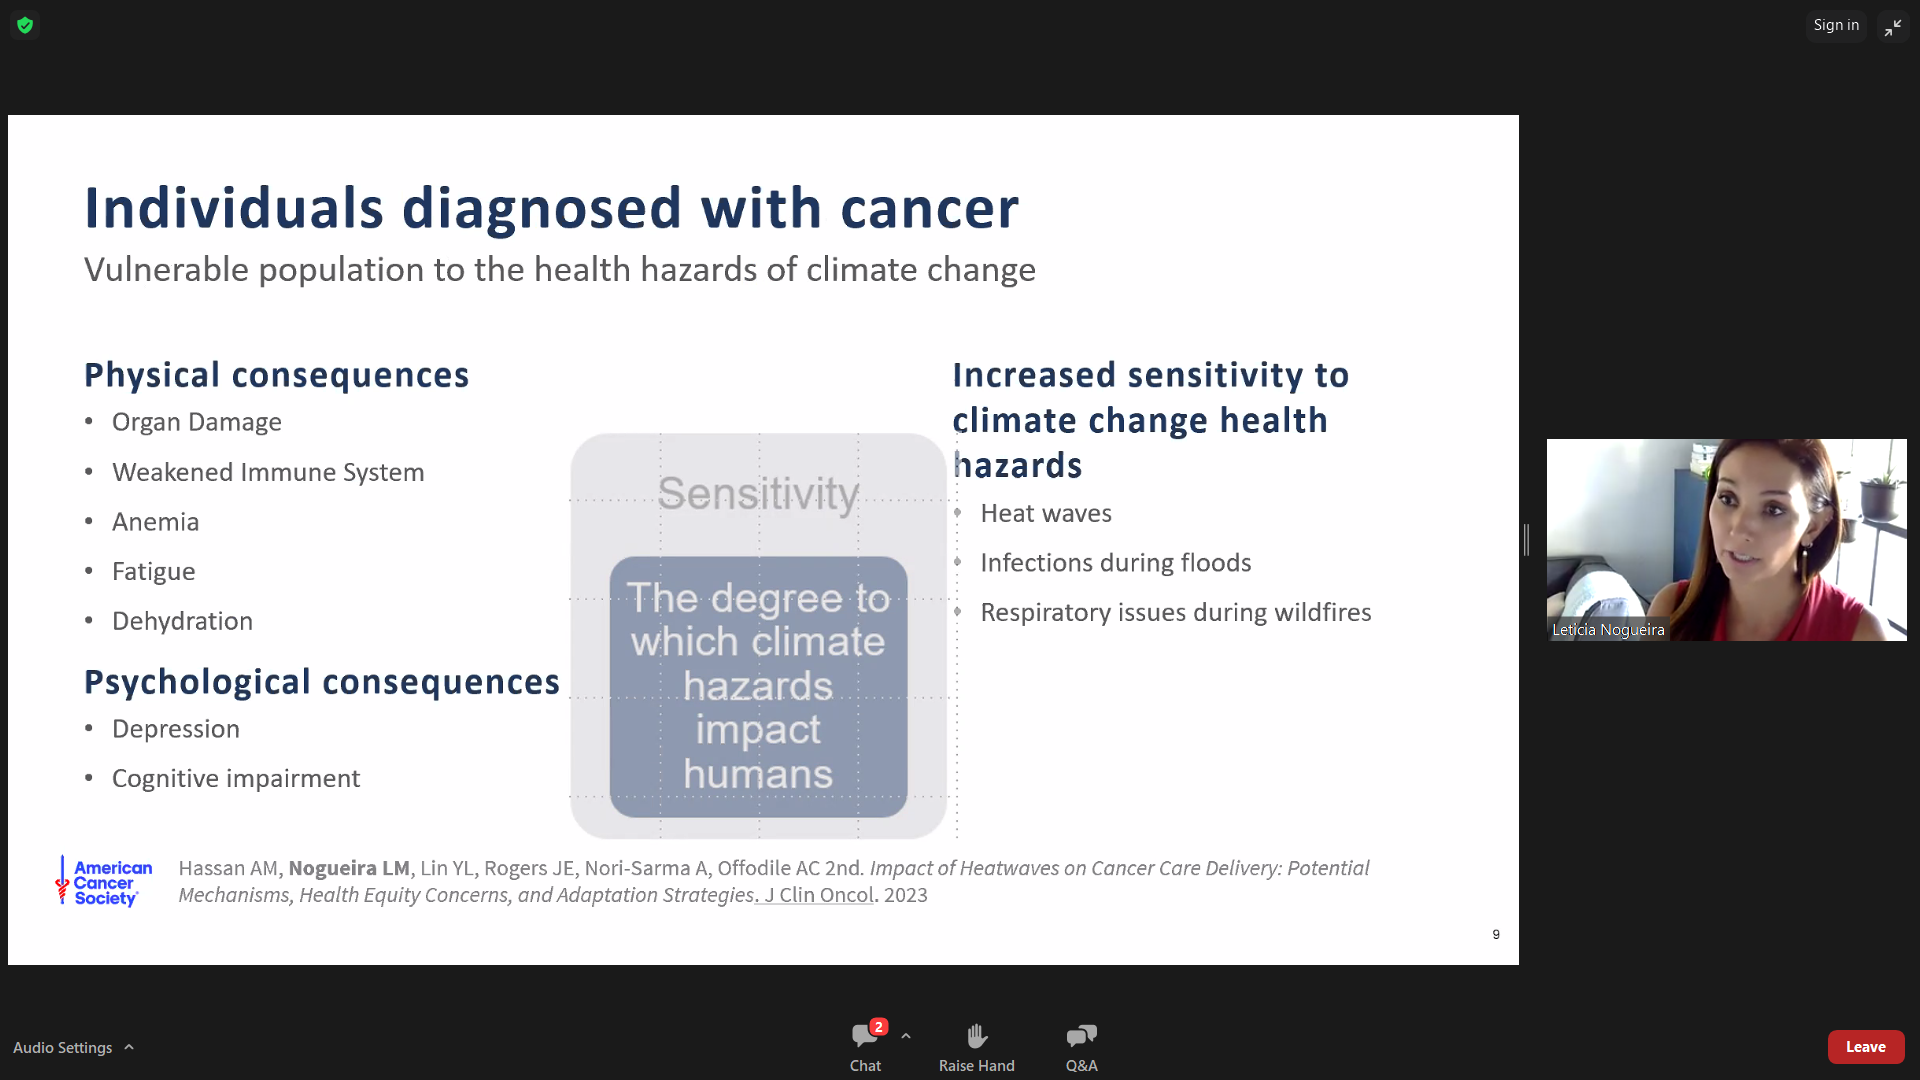 Sign in
Individuals diagnosed with cancer
Vulnerable population to the health hazards of climate change
Physical consequences
• Organ Damage
• Weakened Immune System
• Anemia
• Fatigue
• Dehydration
Psychological consequences
• Depression
• Cognitive impairment
Sensitivity
The degree to
which climate
hazards
impact
humans
Increased sensitivity to
climate change health
hazards
• Heat waves
• Infections during floods
• Respiratory issues during wildfires
Leticia Nogueira
American
Cancer
Society
Hassan AM, Nogueira LM, Lin YL, Rogers JE, Nori-Sarma A, Offodile AC 2nd. Impact of Heatwaves on Cancer Care Delivery: Potential
Mechanisms, Health Equity Concerns, and Adaptation Strategies. J Clin Oncol. 2023
9
Audio Settings
2
Chat
Raise Hand
Q&A
Leave